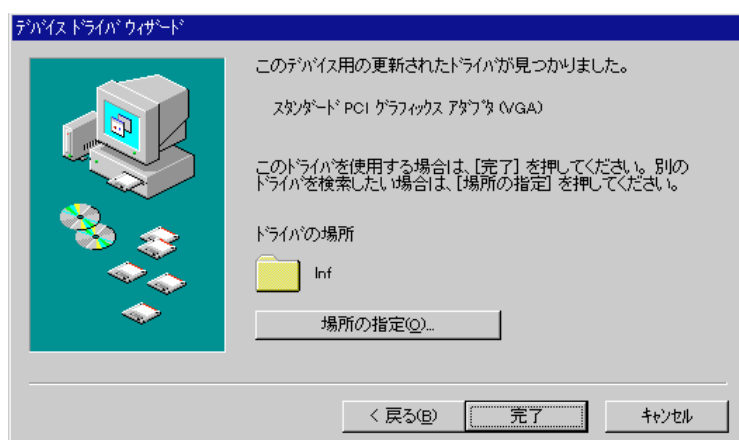 ﾃﾞﾊﾞｲｽ ﾄﾞﾗｲﾊﾞ ｳｨｻﾞｰﾄﾞ
このﾃﾞﾊﾞｲｽ用の更新されたﾄﾞﾗｲﾊﾞが見つかりました。
ｽﾀﾝﾀﾞｰﾄﾞ PCI ｸﾞﾗﾌｨｯｸｽ ｱﾀﾞﾌﾟﾀ (VGA)
このﾄﾞﾗｲﾊﾞを使用する場合は、[完了] を押してください。別の
ﾄﾞﾗｲﾊﾞを検索したい場合は、[場所の指定] を押してください。
ﾄﾞﾗｲﾊﾞの場所
Inf
場所の指定(O)...
< 戻る(B)
完了
ｷｬﾝｾﾙ